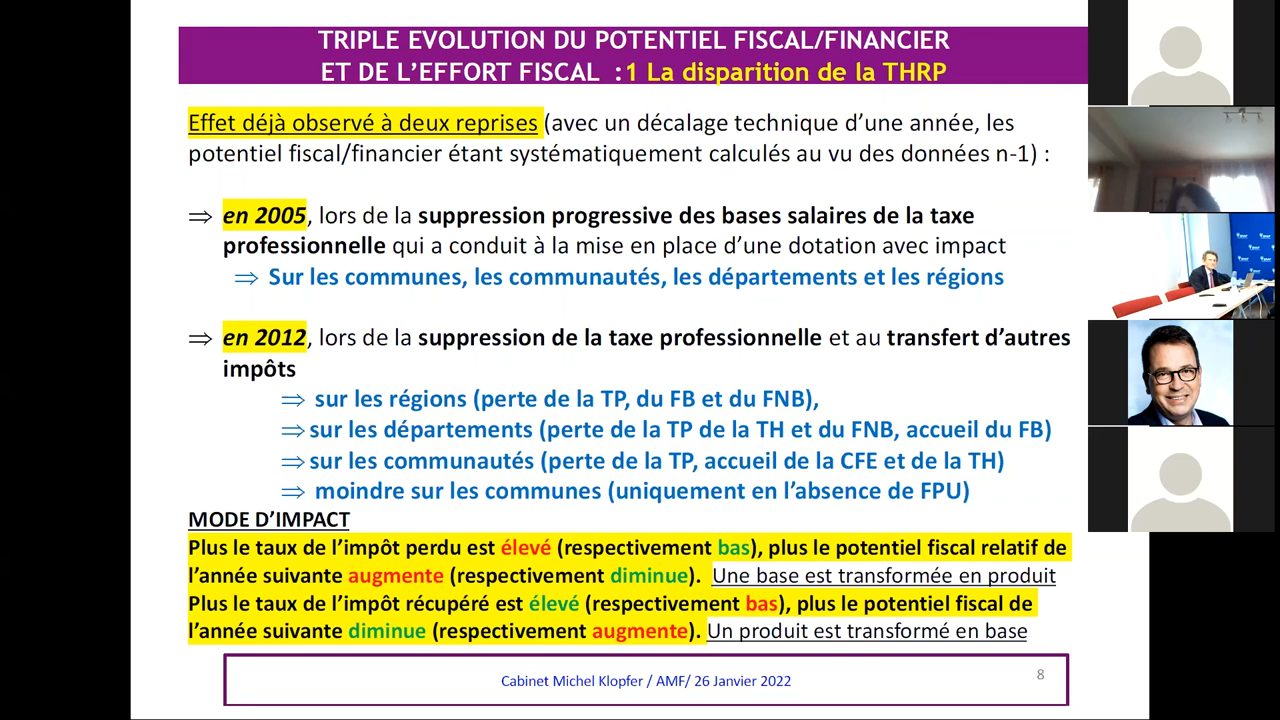 TRIPLE EVOLUTION DU POTENTIEL FISCAL/FINANCIER
ET DE L’EFFORT FISCAL : 1 La disparition de la THRP
Effet déjà observé à deux reprises (avec un décalage technique d’une année, les
potentiel fiscal/financier étant systématiquement calculés au vu des données n-1) :
⇒ en 2005, lors de la suppression progressive des bases salaires de la taxe
professionnelle qui a conduit à la mise en place d’une dotation avec impact
⇒ Sur les communes, les communautés, les départements et les régions
⇒ en 2012, lors de la suppression de la taxe professionnelle et au transfert d’autres
impôts
⇒ sur les régions (perte de la TP, du FB et du FNB),
⇒ sur les départements (perte de la TP de la TH et du FNB, accueil du FB)
⇒ sur les communautés (perte de la TP, accueil de la CFE et de la TH)
⇒ moindre sur les communes (uniquement en l’absence de FPU)
MODE D’IMPACT
Plus le taux de l’impôt perdu est élevé (respectivement bas), plus le potentiel fiscal relatif de
l’année suivante augmente (respectivement diminue). Une base est transformée en produit
Plus le taux de l’impôt récupéré est élevé (respectivement bas), plus le potentiel fiscal de
l’année suivante diminue (respectivement augmente). Un produit est transformé en base
Cabinet Michel Klopfer / AMF/ 26 Janvier 2022
8